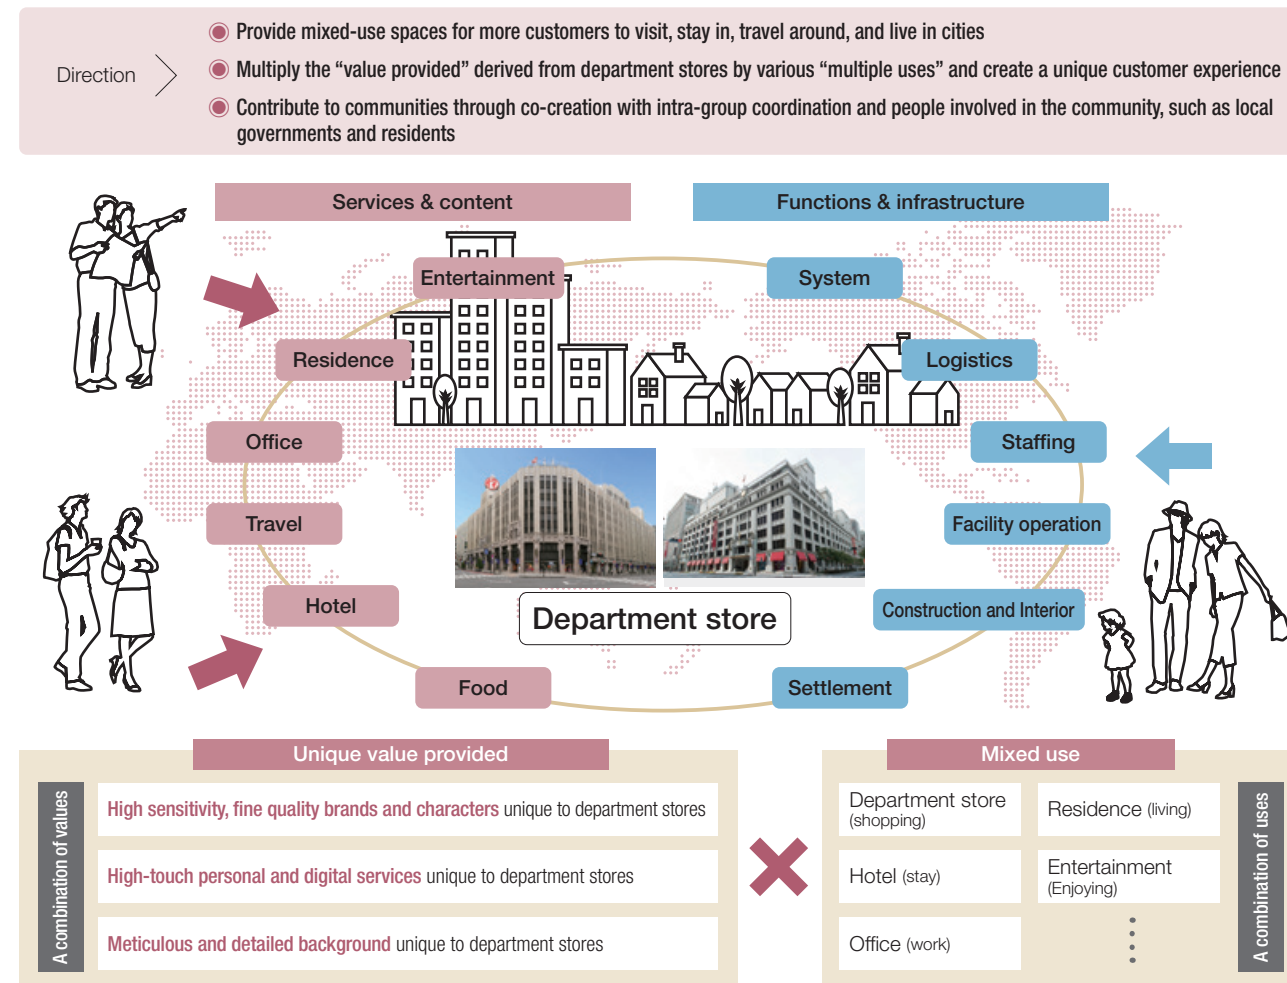 Direction
Provide mixed-use spaces for more customers to visit, stay in, travel around, and live in cities
Multiply the “value provided” derived from department stores by various “multiple uses” and create a unique customer experience
Contribute to communities through co-creation with intra-group coordination and people involved in the community, such as local
governments and residents
Services & content
Functions & infrastructure
Entertainment
System
Residence
Logistics
Office
Staffing
Travel
Facility operation
Hotel
Construction and Interior
Department store
Food
Settlement
Unique value provided
A combination of values
High sensitivity, fine quality brands and characters unique to department stores
High-touch personal and digital services unique to department stores
Meticulous and detailed background unique to department stores
Mixed use
Department store
(shopping)
Residence (living)
Hotel (stay)
Entertainment
(Enjoying)
Office (work)
A combination of uses